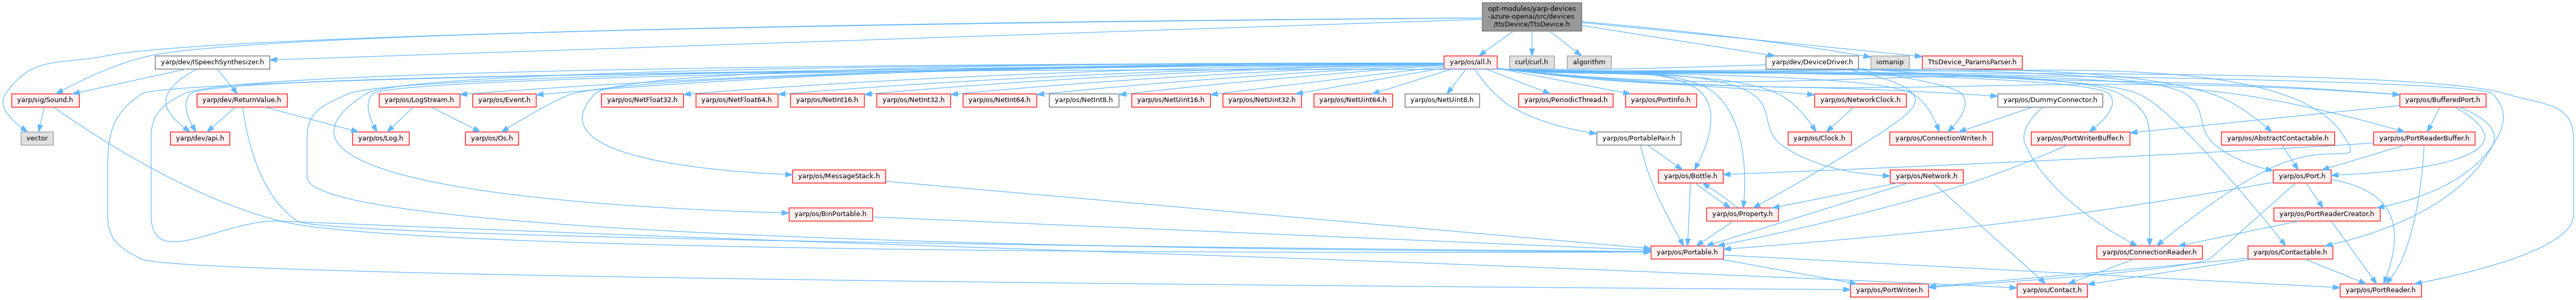 opt-modules/yarp-devices
-azure-openai/src/devices
/ttsDevice/TtsDevice.h
yarp/dev/ISpeechSynthesizer.h
yarp/os/all.h
curl/curl.h
algorithm
yarp/dev/DeviceDriver.h
iomanip
TtsDevice_ParamsParser.h
yarp/sig/Sound.h
yarp/dev/ReturnValue.h
yarp/os/LogStream.h
yarp/os/Event.h
yarp/os/NetFloat32.h
yarp/os/NetFloat64.h
yarp/os/NetInt16.h
yarp/os/NetInt32.h
yarp/os/NetInt64.h
yarp/os/NetInt8.h
yarp/os/NetUint16.h
yarp/os/NetUint32.h
yarp/os/NetUint64.h
yarp/os/NetUint8.h
yarp/os/PeriodicThread.h
yarp/os/PortInfo.h
yarp/os/NetworkClock.h
yarp/os/DummyConnector.h
yarp/os/BufferedPort.h
vector
yarp/dev/api.h
yarp/os/Log.h
yarp/os/Os.h
yarp/os/PortablePair.h
yarp/os/Clock.h
yarp/os/ConnectionWriter.h
yarp/os/PortWriterBuffer.h
yarp/os/AbstractContactable.h
yarp/os/PortReaderBuffer.h
yarp/os/MessageStack.h
yarp/os/Bottle.h
yarp/os/Network.h
yarp/os/Port.h
yarp/os/BinPortable.h
yarp/os/Property.h
yarp/os/PortReaderCreator.h
yarp/os/Portable.h
yarp/os/ConnectionReader.h
yarp/os/Contactable.h
yarp/os/PortWriter.h
yarp/os/Contact.h
yarp/os/PortReader.h